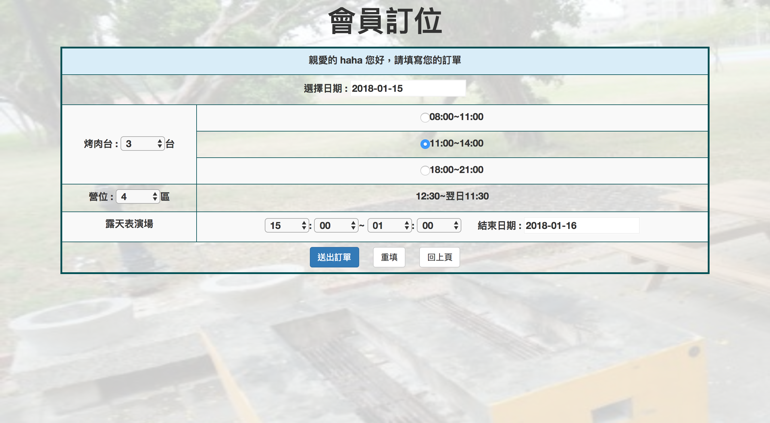 會員訂位
親愛的 haha 您好，請填寫您的訂單
選擇日期 : 2018-01-15
烤肉台 : 3 台
08:00~11:00
11:00~14:00
18:00~21:00
營位 : 4 區
12:30~翌日11:30
露天表演場
15 : 00 ~ 01 : 00 結束日期 : 2018-01-16
送出訂單 重填 回上頁